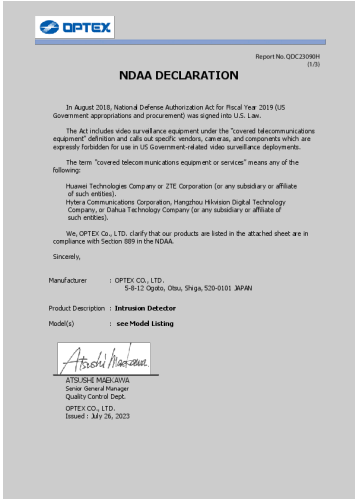 OPTEX
Report No. QDC23090H
(1/3)
NDAA DECLARATION
In August 2018, National Defense Authorization Act for Fiscal Year 2019 (US
Government appropriations and procurement) was signed into U.S. Law.
The Act includes video surveillance equipment under the "covered telecommunications
equipment" definition and calls out specific vendors, cameras, and components which are
expressly forbidden for use in US Government-related video surveillance deployments.
The term "covered telecommunications equipment or services" means any of the
following:
Huawei Technologies Company or ZTE Corporation (or any subsidiary or affiliate
of such entities).
Hytera Communications Corporation, Hangzhou Hikvision Digital Technology
Company, or Dahua Technology Company (or any subsidiary or affiliate of
such entities).
We, OPTEX Co., LTD. clarify that our products are listed in the attached sheet are in
compliance with Section 889 in the NDAA.
Sincerely,
Manufacturer : OPTEX CO., LTD.
5-8-12 Ogoto, Otsu, Shiga, 520-0101 JAPAN
Product Description : Intrusion Detector
Model(s) : see Model Listing
Atsushi Maekawa
ATSUSHI MAEKAWA
Senior General Manager
Quality Control Dept.
OPTEX CO., LTD.
Issued : July 26, 2023